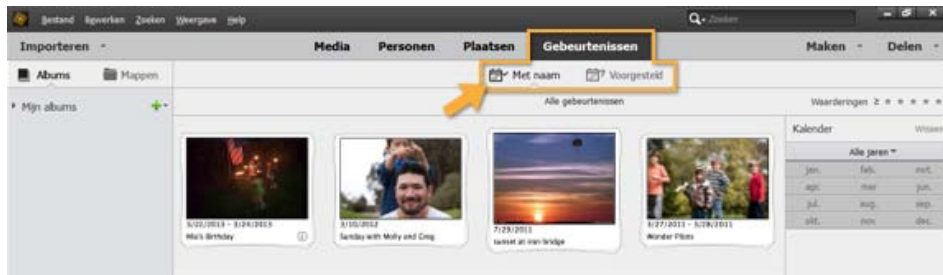 Bestand Bewerken Zoeken Weergave Help
Zoeken
Importeren
Media Personen Plaatsen Gebeurtenissen
Maken Delen
Albums Mappen
Met naam Voorgesteld
Mijn albums
Alle gebeurtenissen
Waarderingen ≥
Kalender Wissen
Alle jaren
jan. feb. mrt.
apr. mei jun.
jul. aug. sep.
okt. nov. dec.
3/10/2012
7/29/2011
3/27/2011 - 3/28/2011
Mia's Birthday
Sunday with Molly and Greg
sunset at iron bridge